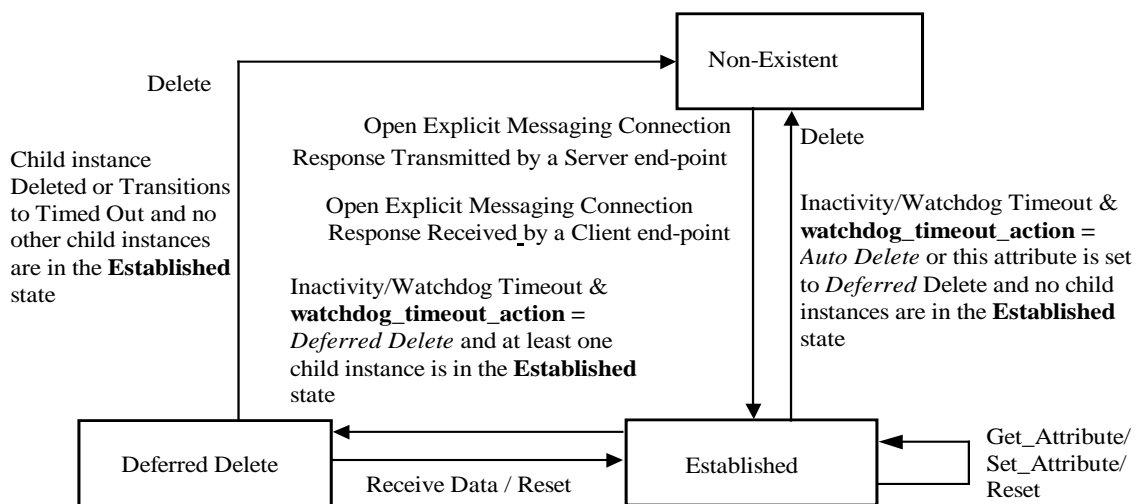 Non-Existent
Delete
Open Explicit Messaging Connection
Response Transmitted by a Server end-point
Delete
Child instance
Deleted or Transitions
to Timed Out and no
other child instances
are in the Established
state
Open Explicit Messaging Connection
Response Received by a Client end-point
Inactivity/Watchdog Timeout &
watchdog_timeout_action =
Auto Delete or this attribute is set
to Deferred Delete and no child
instances are in the Established
state
Inactivity/Watchdog Timeout &
watchdog_timeout_action =
Deferred Delete and at least one
child instance is in the Established
state
Deferred Delete
Receive Data / Reset
Established
Get_Attribute/
Set_Attribute/
Reset